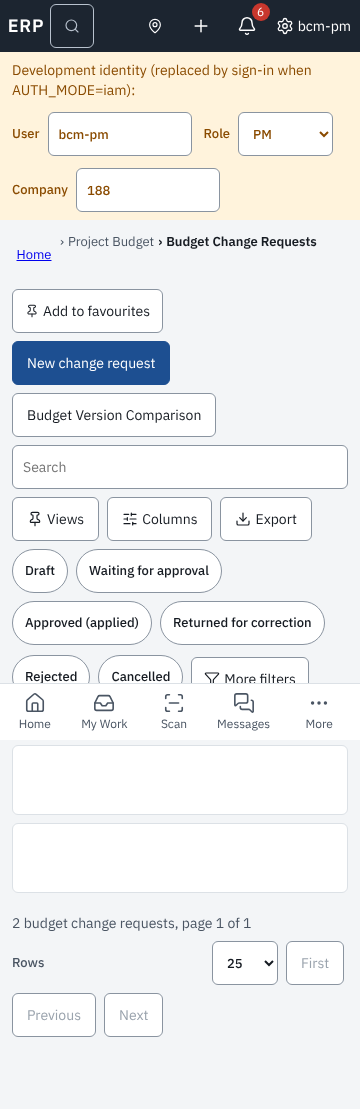 ERP
6
bcm-pm
Development identity (replaced by sign-in when
AUTH_MODE=iam):
User bcm-pm Role PM
Company 188
Home › Project Budget › Budget Change Requests
Add to favourites
New change request
Budget Version Comparison
Search
Views Columns Export
Draft Waiting for approval
Approved (applied) Returned for correction
Rejected Cancelled More filters
Home My Work Scan Messages More
2 budget change requests, page 1 of 1
Rows 25 First
Previous Next